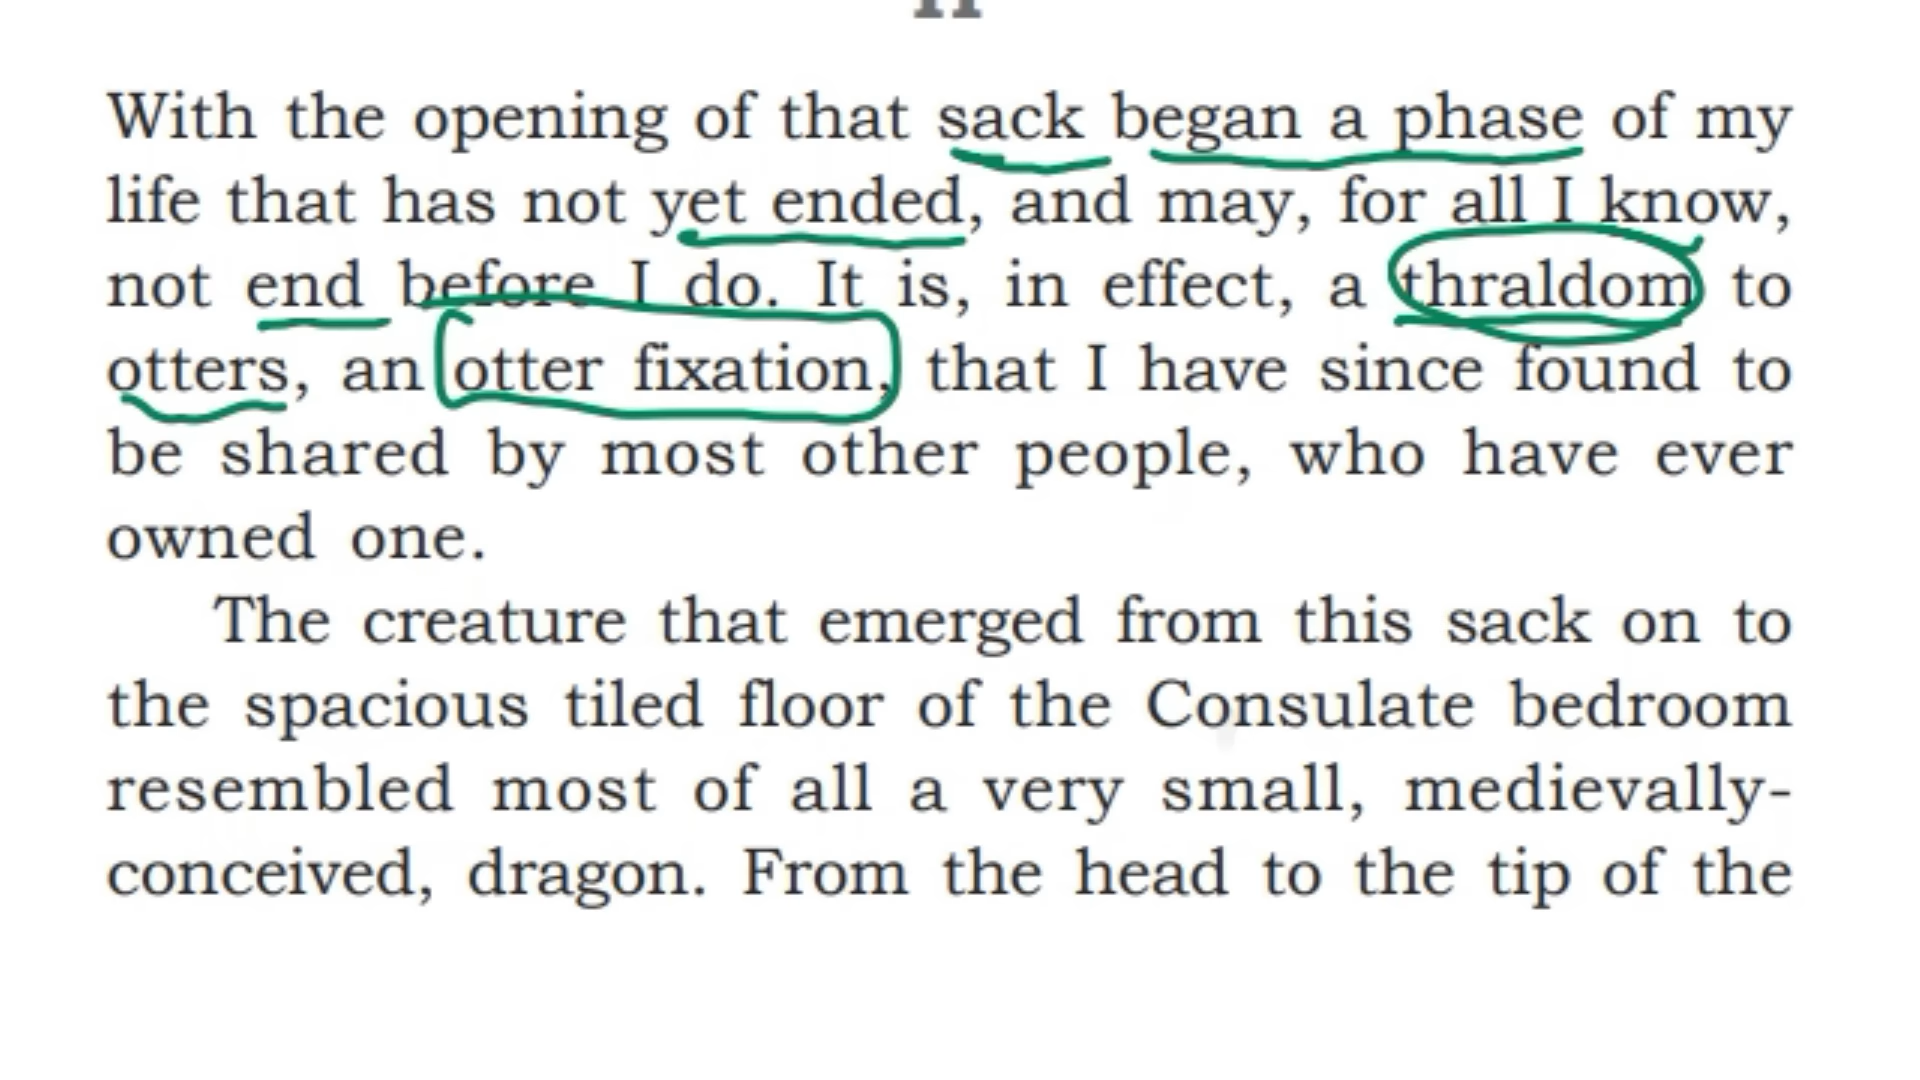 II
With the opening of that sack began a phase of my
life that has not yet ended, and may, for all I know,
not end before I do. It is, in effect, a thraldom to
otters, an otter fixation, that I have since found to
be shared by most other people, who have ever
owned one.
The creature that emerged from this sack on to
the spacious tiled floor of the Consulate bedroom
resembled most of all a very small, medievally-
conceived, dragon. From the head to the tip of the